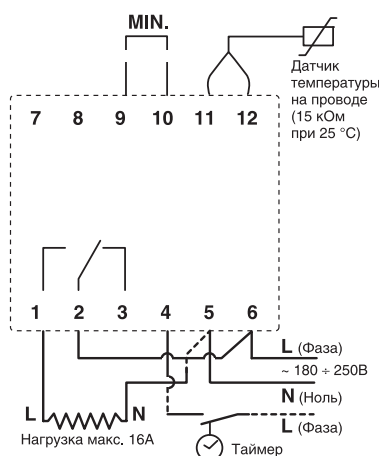 MIN.
Датчик
температуры
на проводе
(15 кОм
при 25 °C)
7 8 9 10 11 12
1 2 3 4 5 6
L (Фаза)
~ 180 ÷ 250В
N (Ноль)
L (Фаза)
L N
Нагрузка макс. 16А
Таймер